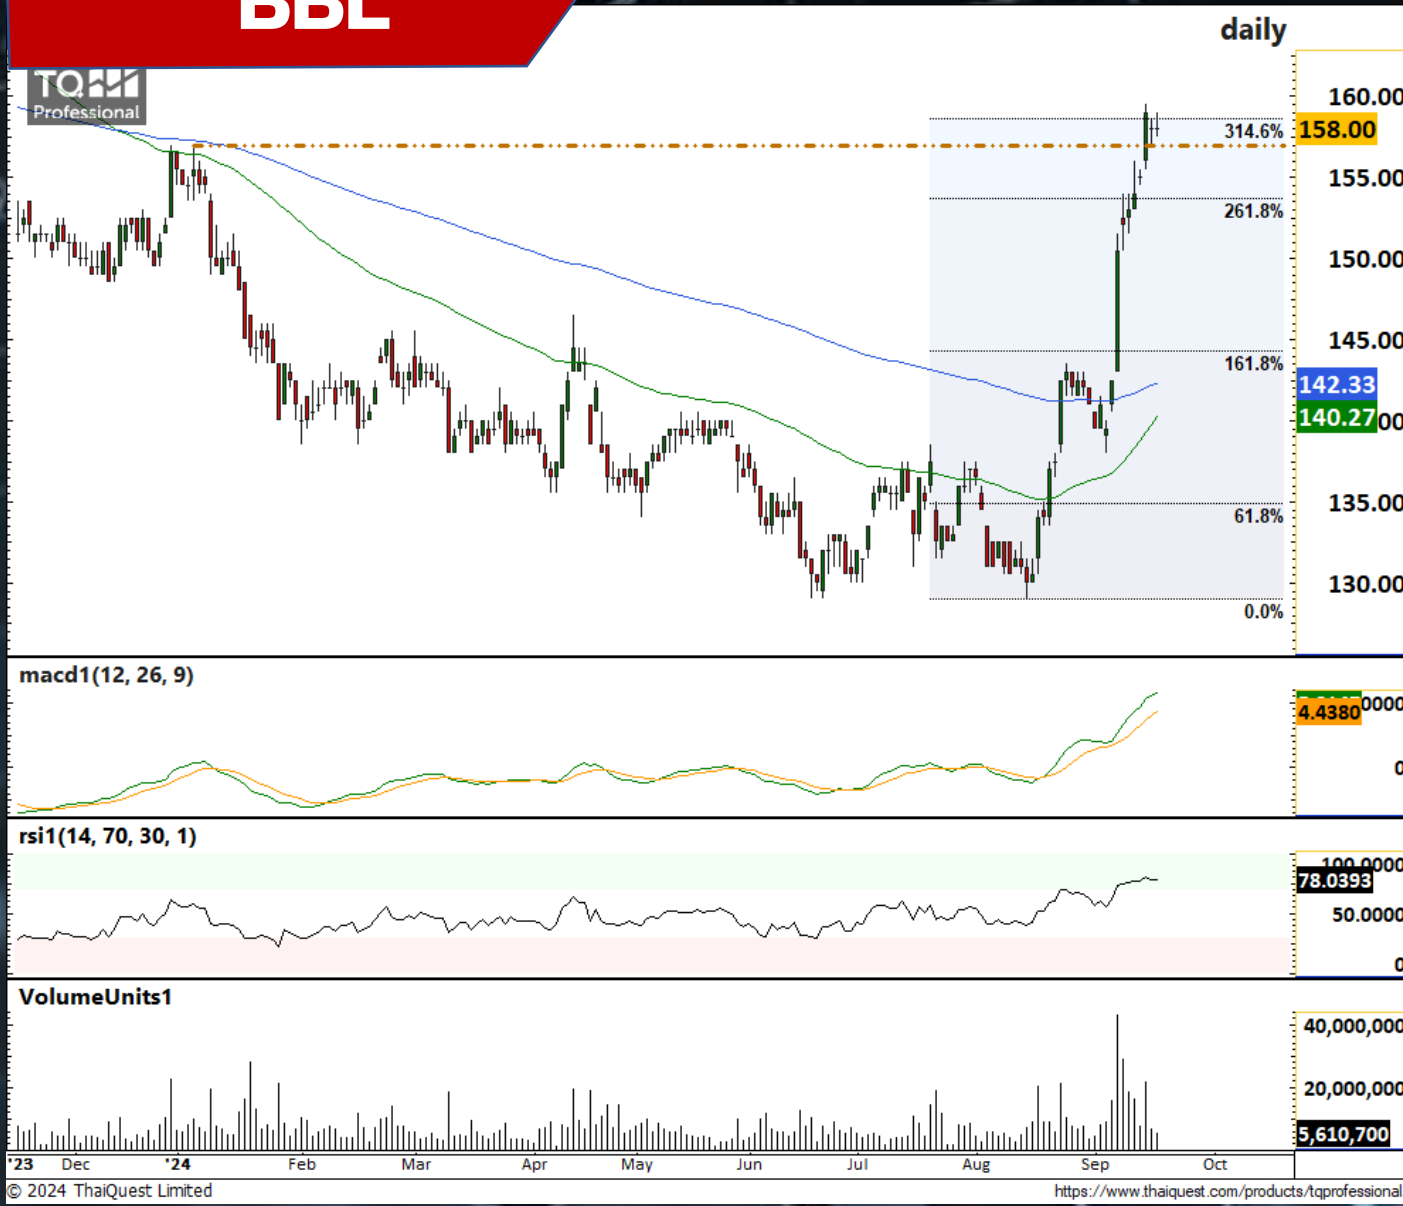 BBL
daily
TQ
Professional
160.00
314.6%
158.00
155.00
261.8%
150.00
145.00
161.8%
142.33
140.27
135.00
61.8%
130.00
0.0%
macd1(12, 26, 9)
4.4380
0
rsi1(14, 70, 30, 1)
100.0000
78.0393
50.0000
0
VolumeUnits1
40,000,000
20,000,000
5,610,700
'23 Dec '24 Feb Mar Apr May Jun Jul Aug Sep Oct
© 2024 ThaiQuest Limited
https://www.thaiquest.com/products/tqprofessional